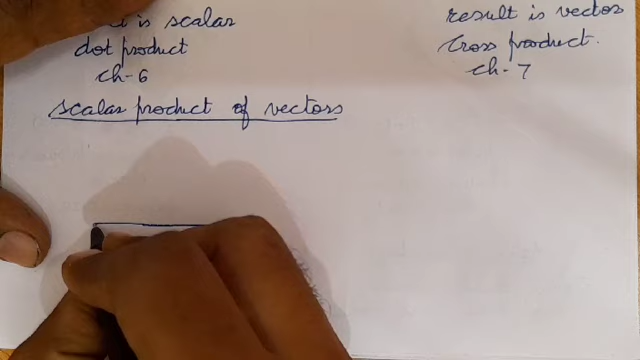 is scalar
dot product
ch-6
result is vector
Cross product.
ch-7
scalar product of vectors